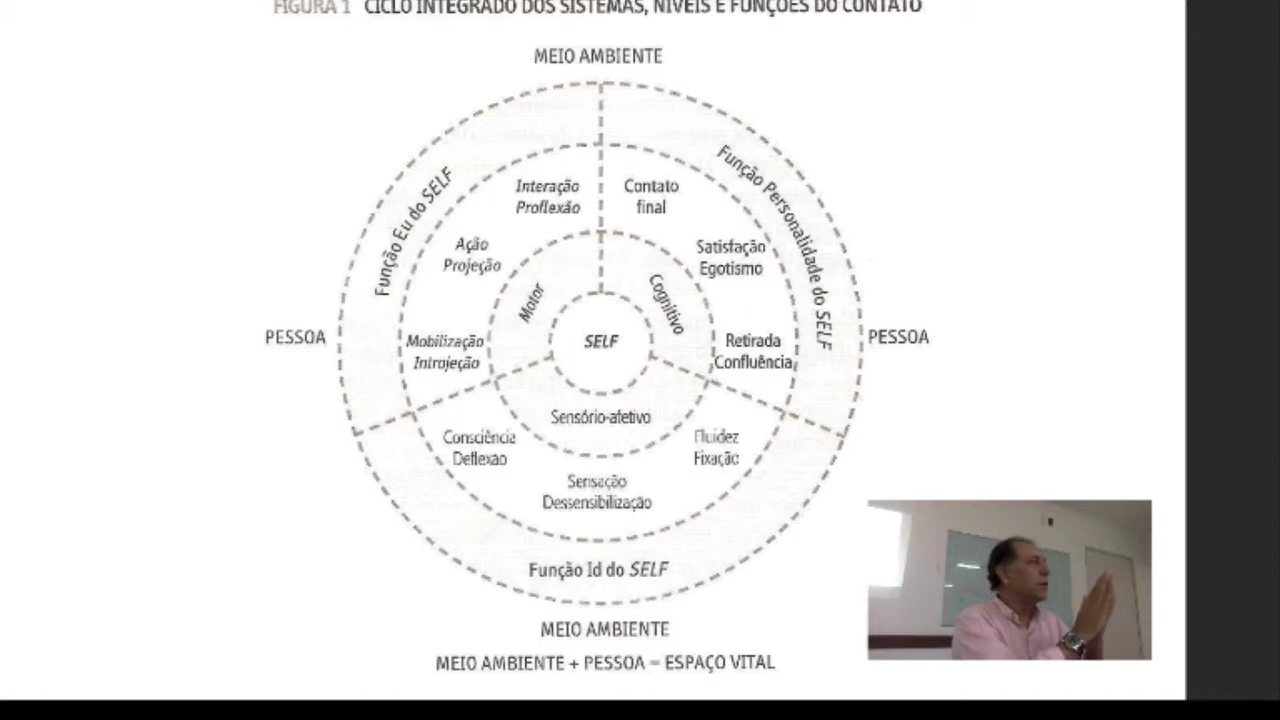 FIGURA 1 CICLO INTEGRADO DOS SISTEMAS, NÍVEIS E FUNÇÕES DO CONTATO
MEIO AMBIENTE
Função Eu do SELF
Função Personalidade do SELF
Interação
Proflexão
Contato
final
Ação
Projeção
Satisfação
Egotismo
Motor
Cognitivo
PESSOA
Mobilização
Introjeção
SELF
Retirada
Confluência
PESSOA
Sensório-afetivo
Consciência
Deflexão
Fluidez
Fixação
Sensação
Dessensibilização
Função Id do SELF
MEIO AMBIENTE
MEIO AMBIENTE + PESSOA = ESPAÇO VITAL